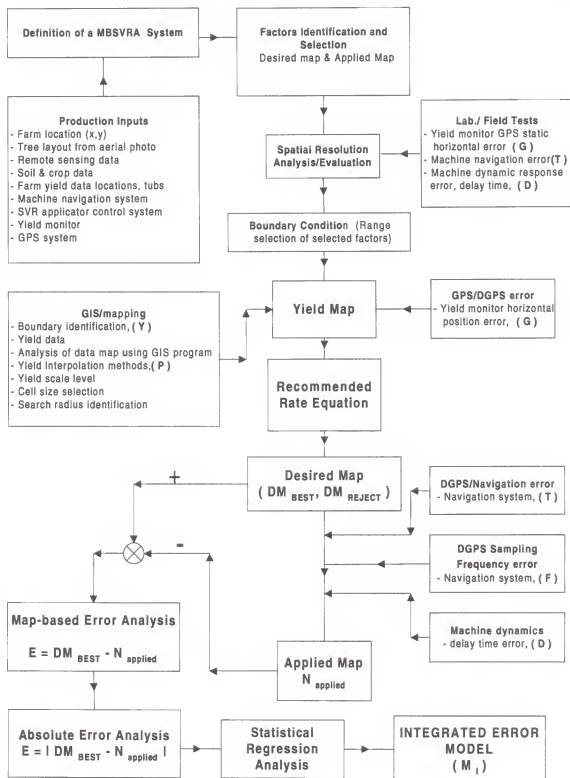 Definition of a MBSVRA System
Factors Identification and
Selection
Desired map & Applied Map
Production Inputs
- Farm location (x,y)
- Tree layout from aerial photo
- Remote sensing data
- Soil & crop data
- Farm yield data locations, tubs
- Machine navigation system
- SVR applicator control system
- Yield monitor
- GPS system
Lab./ Field Tests
- Yield monitor GPS static
horizontal error (G)
- Machine navigation error(T)
- Machine dynamic response
error, delay time, (D)
Spatial Resolution
Analysis/Evaluation
Boundary Condition (Range
selection of selected factors)
GIS/mapping
- Boundary identification, (Y)
- Yield data
- Analysis of data map using GIS program
- Yield Interpolation methods, (P)
- Yield scale level
- Cell size selection
- Search radius identification
Yield Map
GPS/DGPS error
- Yield monitor horizontal
position error, (G)
Recommended
Rate Equation
Desired Map
(DM BEST, DM REJECT)
+
-
DGPS/Navigation error
- Navigation system, (T)
DGPS Sampling
Frequency error
- Navigation system, (F)
Machine dynamics
- delay time error, (D)
Map-based Error Analysis
E = DM BEST - N applied
Applied Map
N applied
Absolute Error Analysis
E = | DM BEST - N applied |
Statistical
Regression
Analysis
INTEGRATED ERROR
MODEL
(M I)